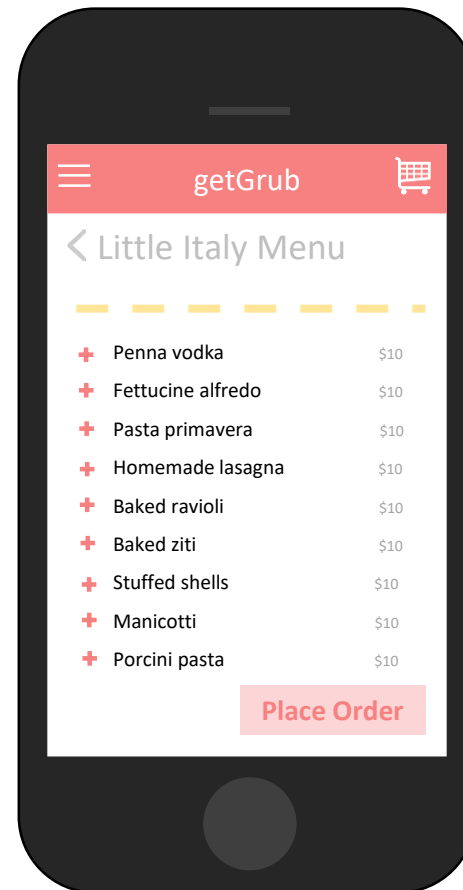 getGrub
Little Italy Menu
Penna vodka $10
Fettucine alfredo $10
Pasta primavera $10
Homemade lasagna $10
Baked ravioli $10
Baked ziti $10
Stuffed shells $10
Manicotti $10
Porcini pasta $10
Place Order